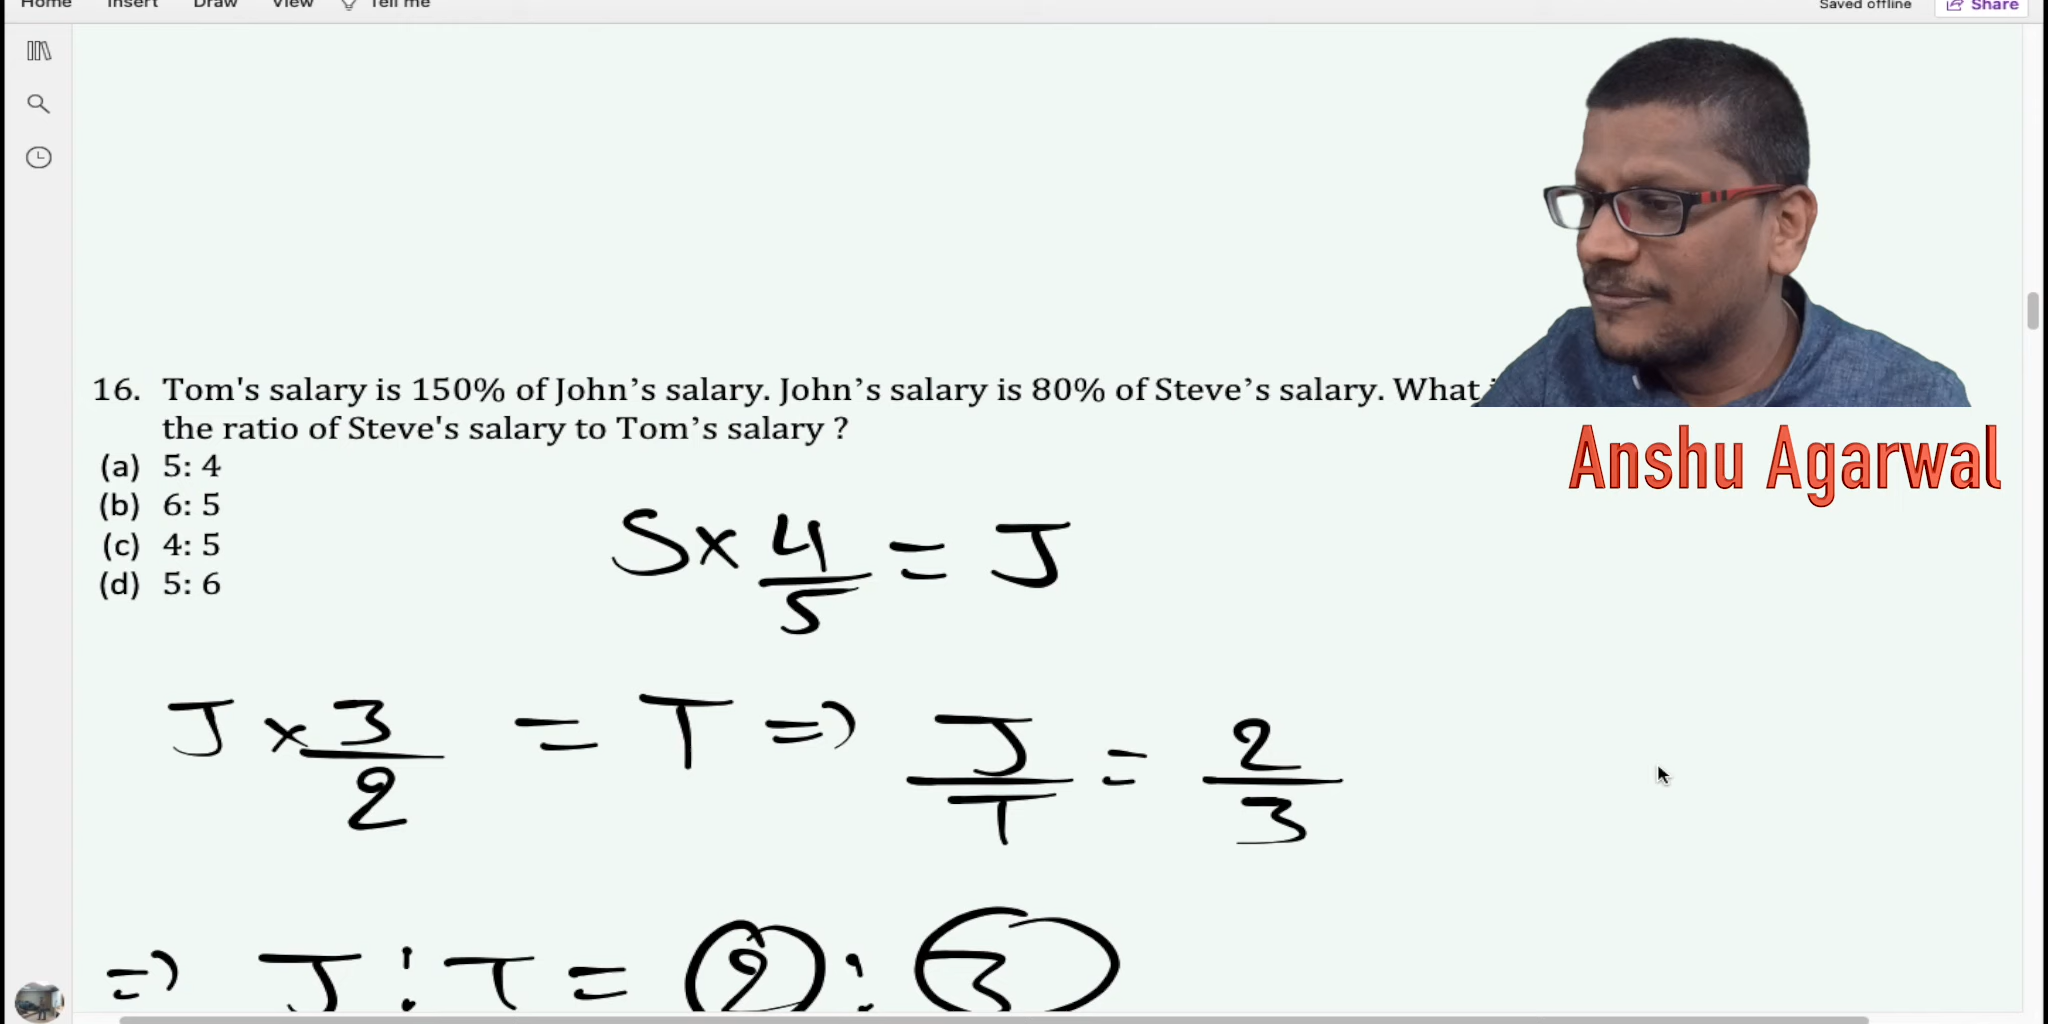 Home Insert Draw View Tell me Saved offline Share
16. Tom's salary is 150% of John’s salary. John’s salary is 80% of Steve’s salary. What
the ratio of Steve's salary to Tom’s salary ?
(a) 5: 4
(b) 6: 5
(c) 4: 5
(d) 5: 6
Anshu Agarwal
S × 4/5 = J
J × 3/2 = T => J/T = 2/3
=> J : T = 2 : 3